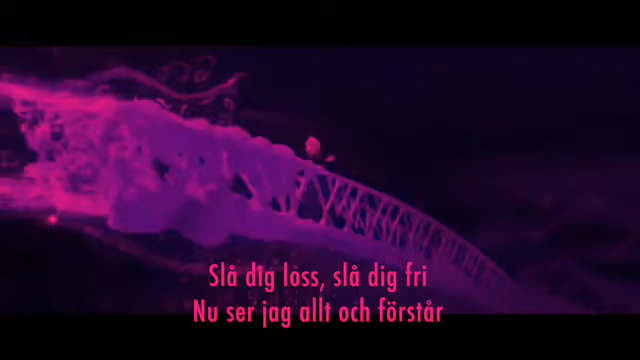 Slå dig loss, slå dig fri
Nu ser jag allt och förstår